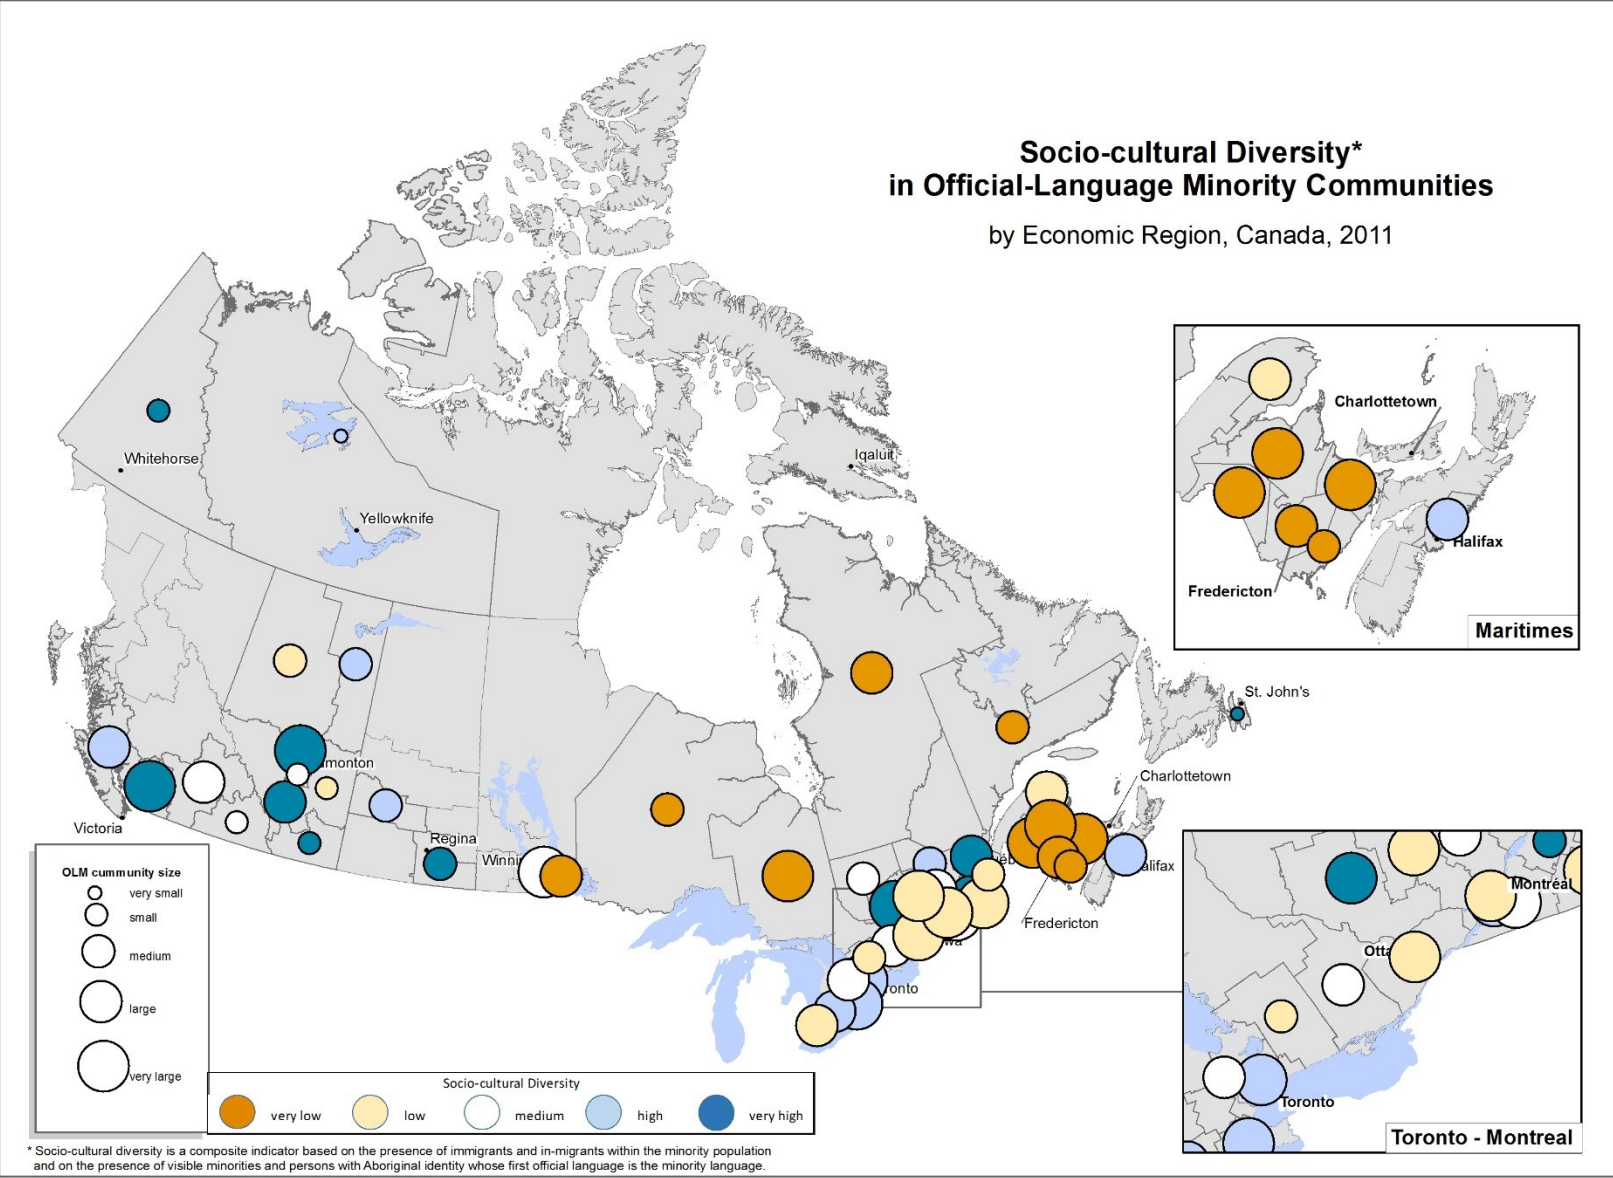 Socio-cultural Diversity*
in Official-Language Minority Communities
by Economic Region, Canada, 2011
Charlottetown
Halifax
Fredericton
Maritimes
Whitehorse
Iqaluit
Yellowknife
St. John's
monton
Charlottetown
Victoria
Regina
Winni
éb
alifax
Fredericton
wa
ronto
OLM cummunity size
very small
small
medium
large
very large
Montréal
Otta
Toronto
Toronto - Montreal
Socio-cultural Diversity
very low low medium high very high
* Socio-cultural diversity is a composite indicator based on the presence of immigrants and in-migrants within the minority population
and on the presence of visible minorities and persons with Aboriginal identity whose first official language is the minority language.